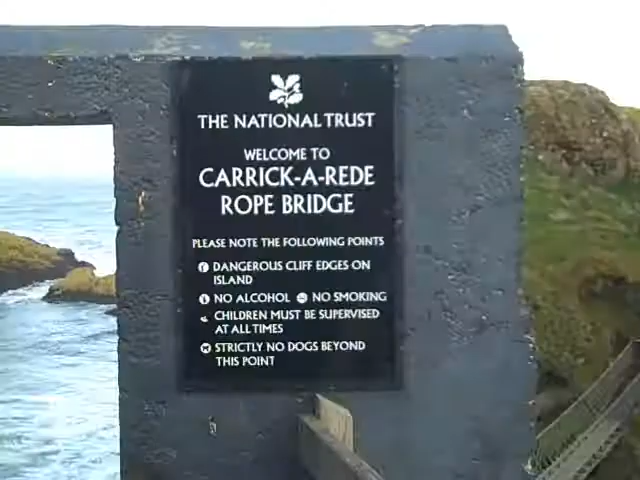 THE NATIONAL TRUST
WELCOME TO
CARRICK-A-REDE
ROPE BRIDGE
PLEASE NOTE THE FOLLOWING POINTS
DANGEROUS CLIFF EDGES ON
ISLAND
NO ALCOHOL NO SMOKING
CHILDREN MUST BE SUPERVISED
AT ALL TIMES
STRICTLY NO DOGS BEYOND
THIS POINT